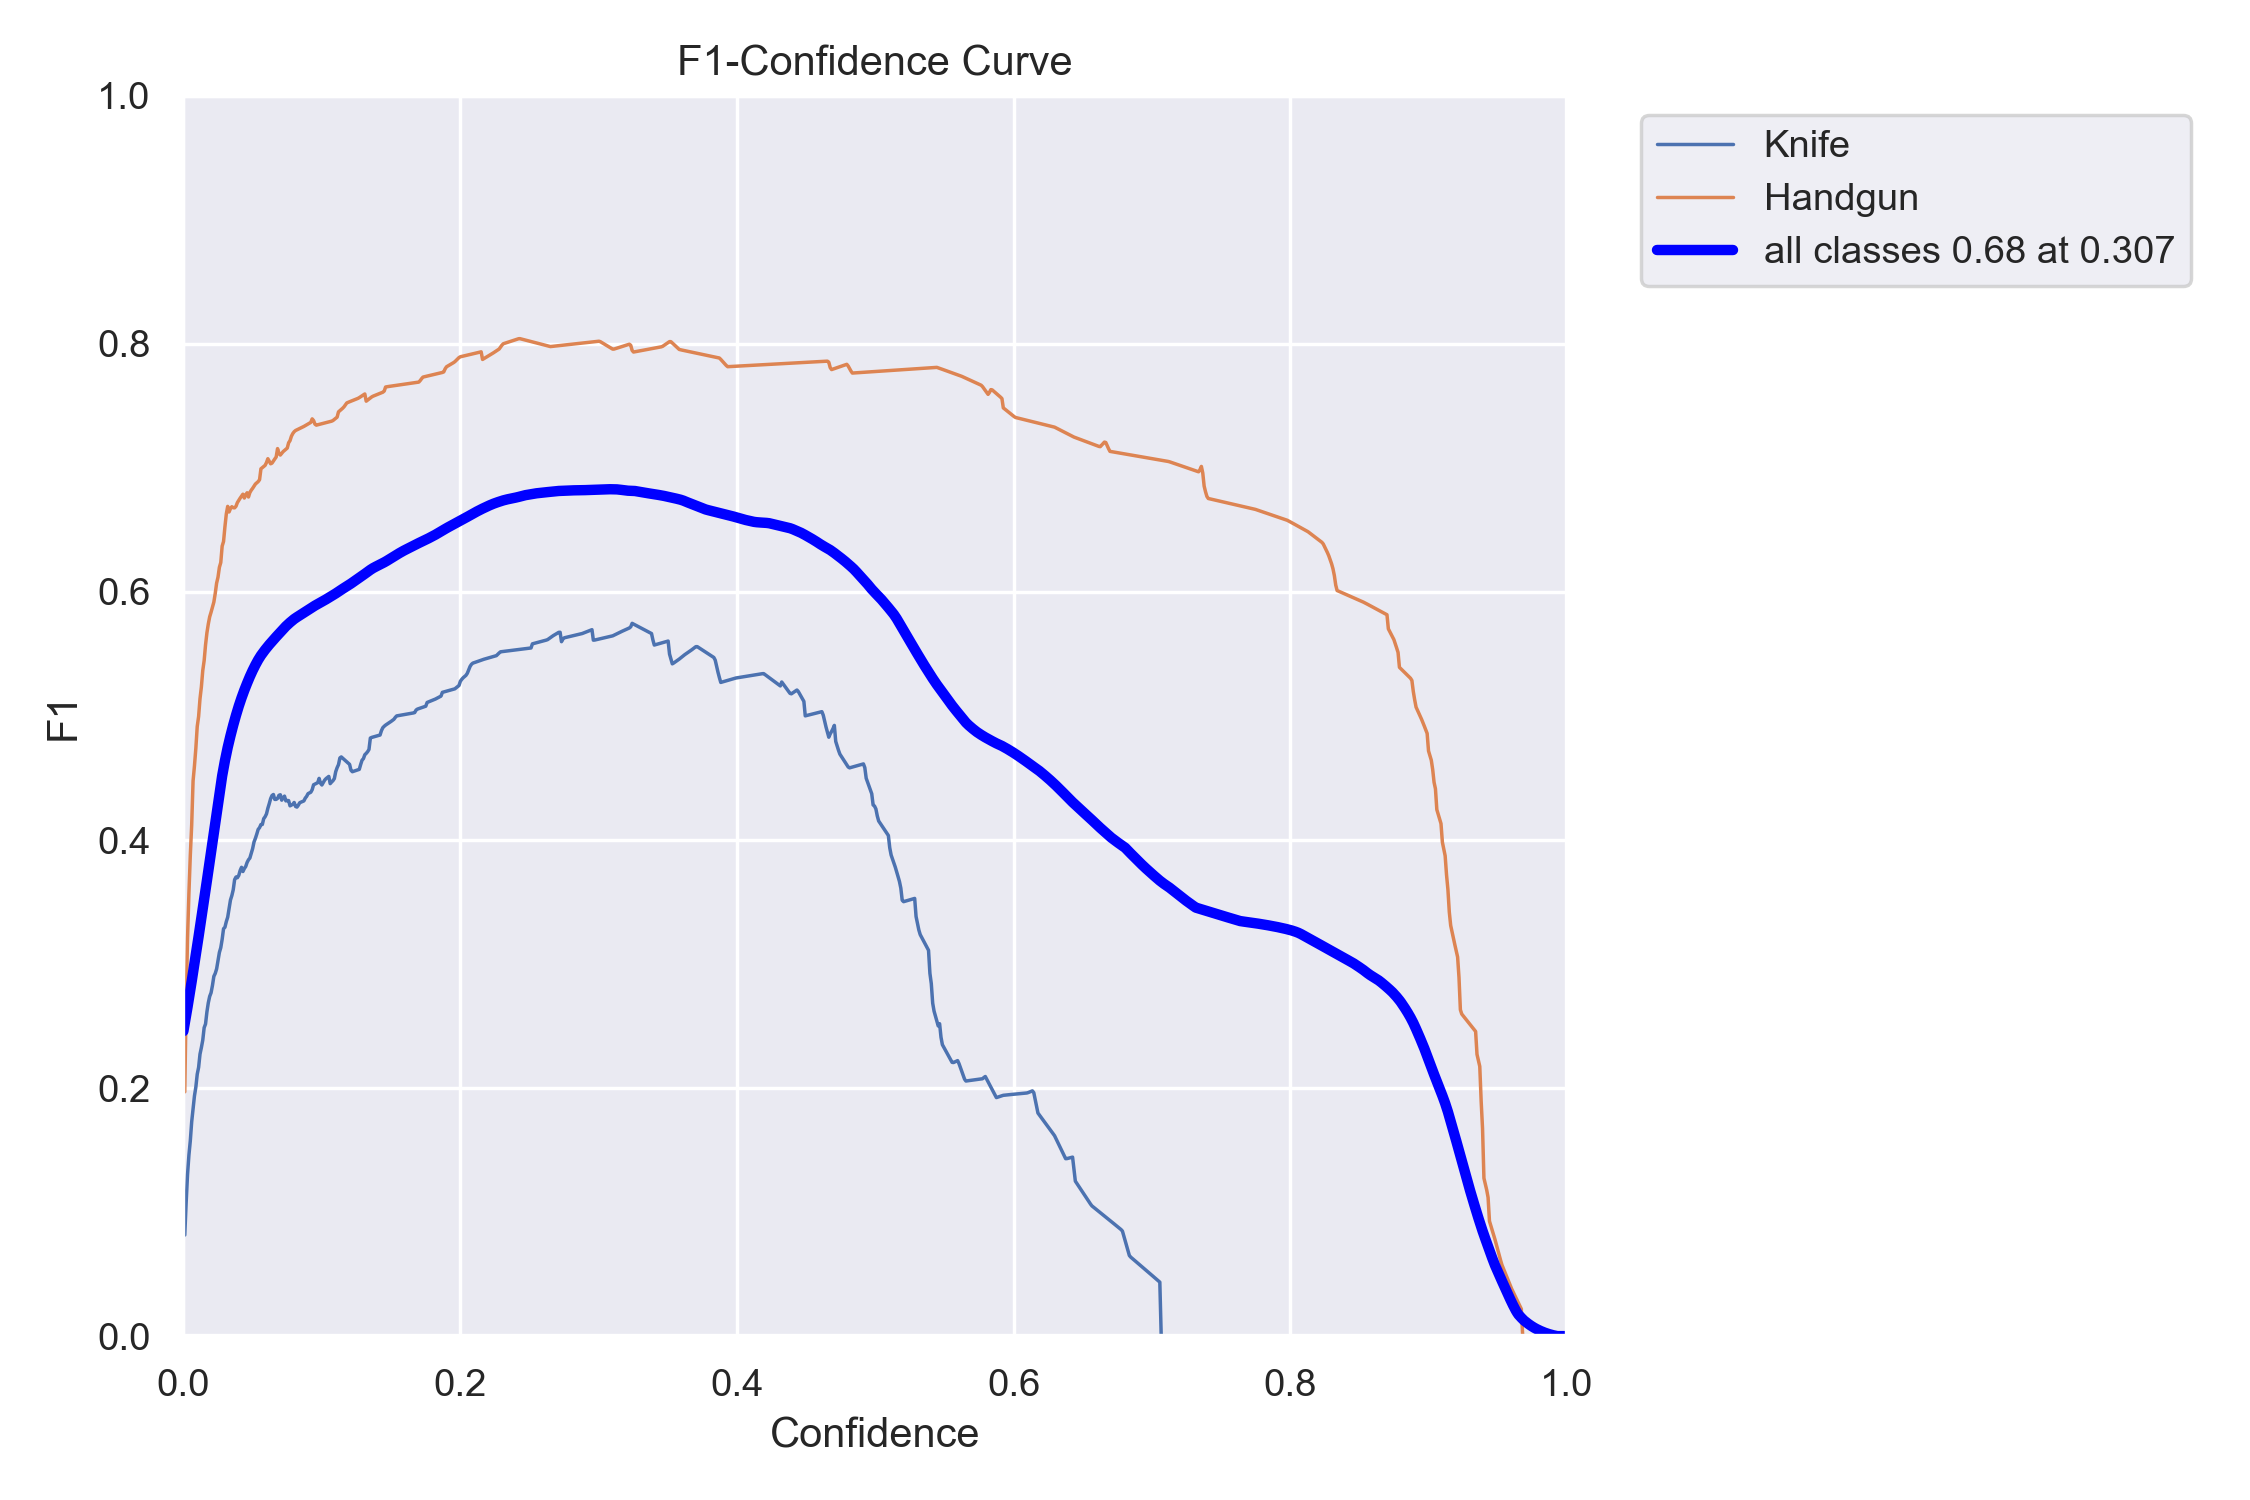 F1-Confidence Curve
1.0
0.8
0.6
0.4
0.2
0.0
F1
0.0 0.2 0.4 0.6 0.8 1.0
Confidence
Knife
Handgun
all classes 0.68 at 0.307